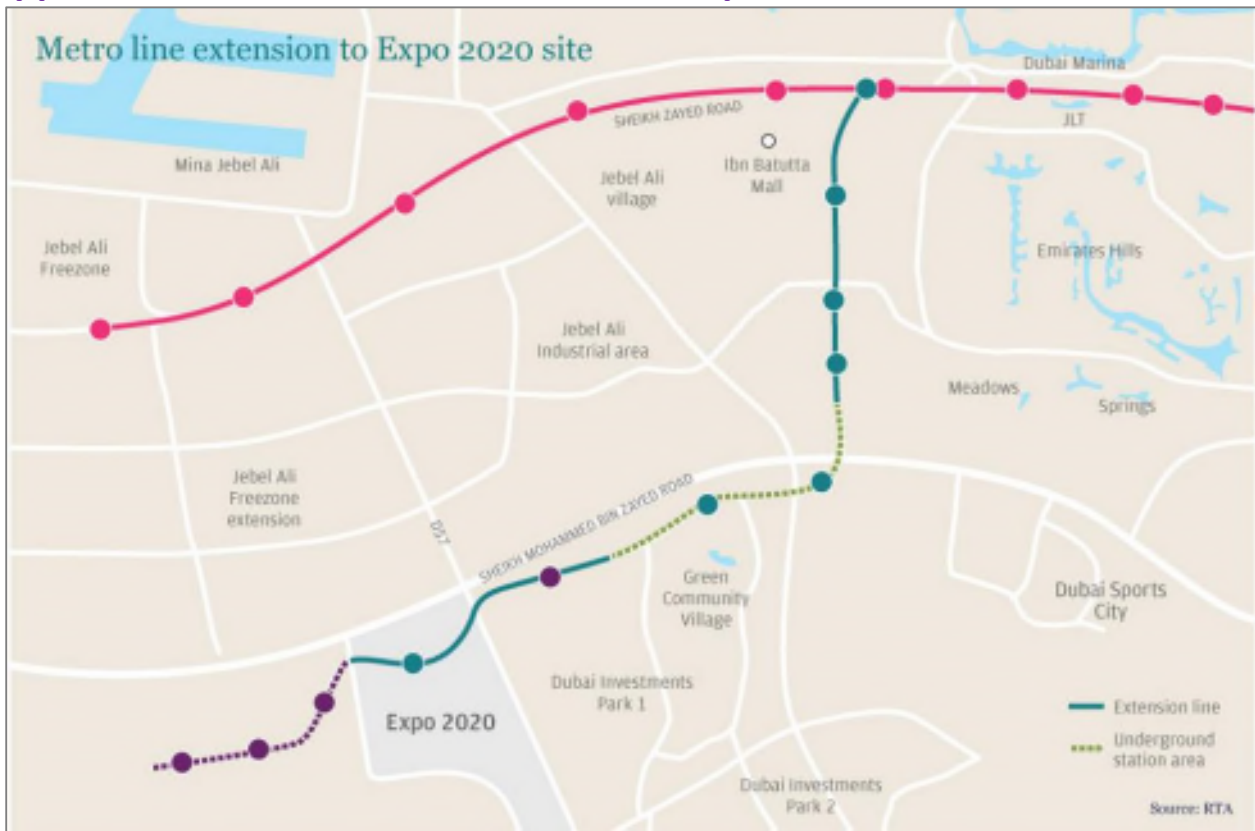 Metro line extension to Expo 2020 site
Dubai Marina
SHEIKH ZAYED ROAD
JLT
Mina Jebel Ali
Jebel Ali
village
Ibn Batutta
Mall
Jebel Ali
Freezone
Emirates Hills
Jebel Ali
Industrial area
Meadows
Springs
Jebel Ali
Freezone
extension
D57
SHEIKH MOHAMMED BIN ZAYED ROAD
Green
Community
Village
Dubai Sports
City
Dubai Investments
Park 1
Expo 2020
Extension line
Underground
station area
Dubai Investments
Park 2
Source: RTA